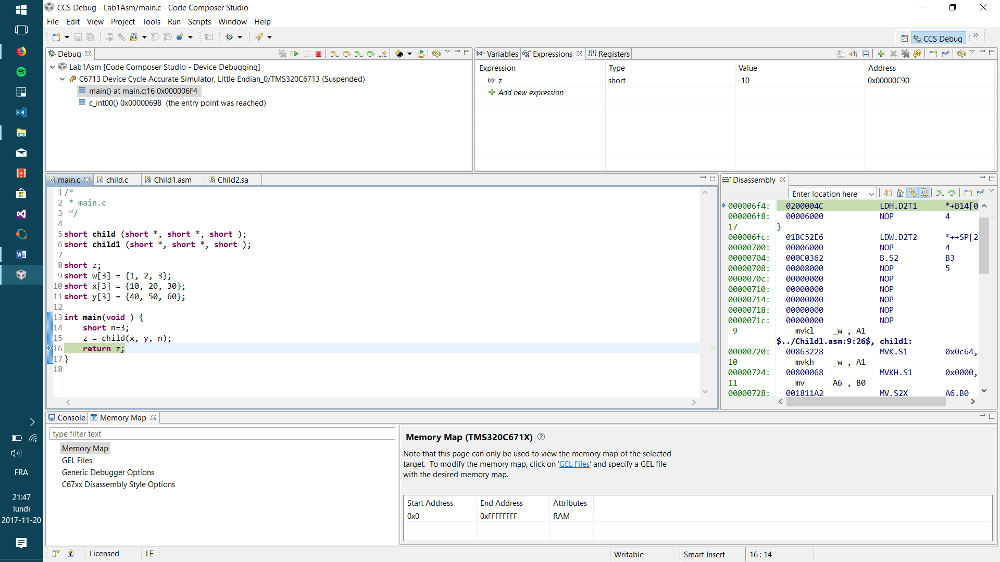 CCS Debug - Lab1Asm/main.c - Code Composer Studio
File Edit View Project Tools Run Scripts Window Help
CCS Debug
Debug
Lab1Asm [Code Composer Studio - Device Debugging]
C6713 Device Cycle Accurate Simulator, Little Endian_0/TMS320C6713 (Suspended)
main() at main.c:16 0x000006F4
c_int00() 0x00000698 (the entry point was reached)
(x)= Variables Expressions 1010 0101 Registers
Expression Type Value Address
(x)= z short -10 0x00000C90
Add new expression
main.c child.c Child1.asm Child2.sa
1 /*
2 * main.c
3 */
4
5 short child (short *, short *, short );
6 short child1 (short *, short *, short );
7
8 short z;
9 short w[3] = {1, 2, 3};
10 short x[3] = {10, 20, 30};
11 short y[3] = {40, 50, 60};
12
13 int main(void ) {
14 short n=3;
15 z = child(x, y, n);
16 return z;
17 }
18
Disassembly
Enter location here
000006f4: 0200004C LDH.D2T1 *+B14[0
000006f8: 00006000 NOP 4
17 }
000006fc: 01BC52E6 LDW.D2T2 *++SP[2
00000700: 00006000 NOP 4
00000704: 000C0362 B.S2 B3
00000708: 00008000 NOP 5
0000070c: 00000000 NOP
00000710: 00000000 NOP
00000714: 00000000 NOP
00000718: 00000000 NOP
0000071c: 00000000 NOP
9 mvkl _w , A1
$../Child1.asm:9:26$, child1:
00000720: 00863228 MVK.S1 0x0c64,
10 mvkh _w , A1
00000724: 00800068 MVKH.S1 0x0000,
11 mv A6 , B0
00000728: 001811A2 MV.S2X A6,B0
Console Memory Map
type filter text
Memory Map
GEL Files
Generic Debugger Options
C67xx Disassembly Style Options
Memory Map (TMS320C671X)
Note that this page can only be used to view the memory map of the selected
target. To modify the memory map, click on 'GEL Files' and specify a GEL file
with the desired memory map.
Start Address End Address Attributes
0x0 0xFFFFFFFF RAM
Licensed LE Writable Smart Insert 16 : 14
FRA
21:47
lundi
2017-11-20